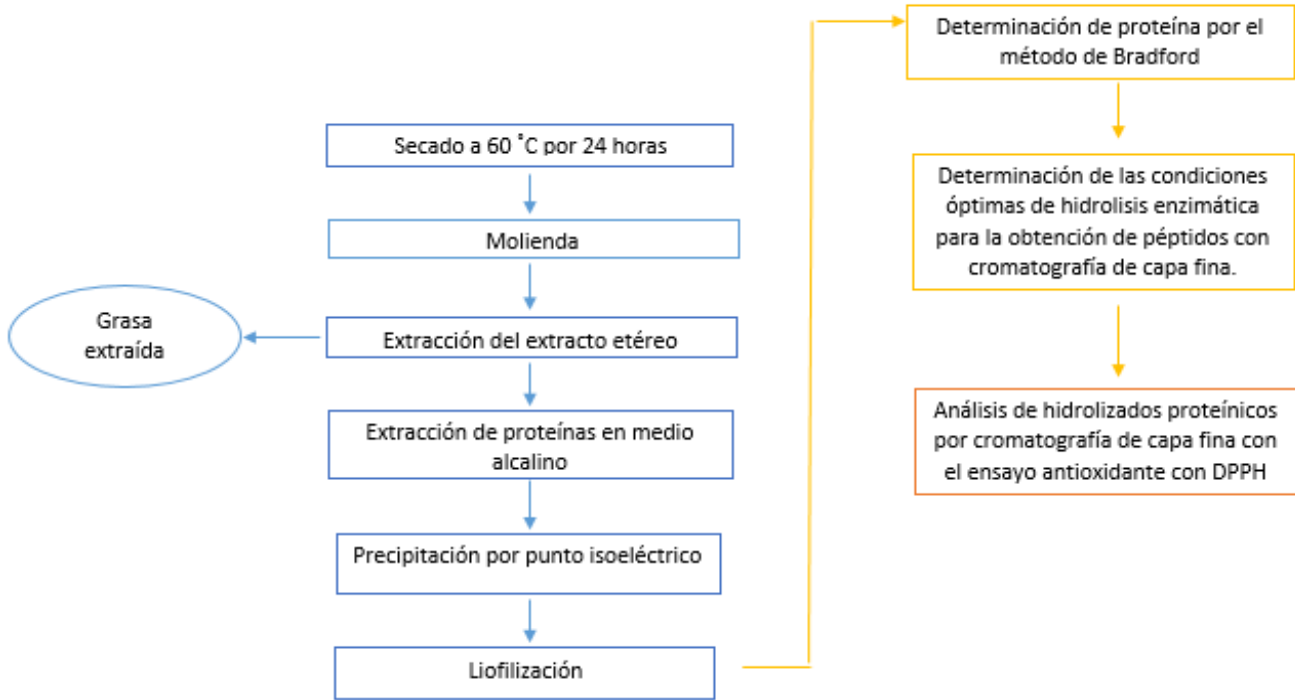 Secado a 60 ˚C por 24 horas
Molienda
Extracción del extracto etéreo
Grasa
extraída
Extracción de proteínas en medio
alcalino
Precipitación por punto isoeléctrico
Liofilización
Determinación de proteína por el
método de Bradford
Determinación de las condiciones
óptimas de hidrolisis enzimática
para la obtención de péptidos con
cromatografía de capa fina.
Análisis de hidrolizados proteínicos
por cromatografía de capa fina con
el ensayo antioxidante con DPPH